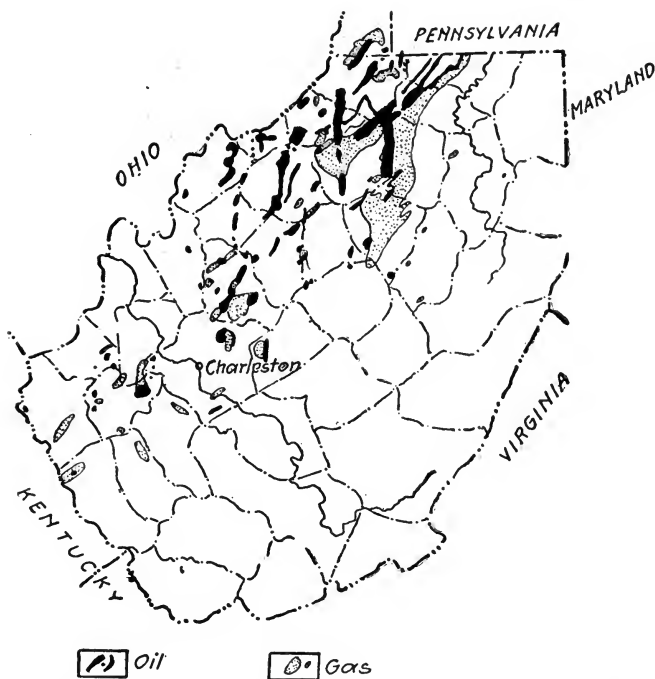 PENNSYLVANIA
MARYLAND
OHIO
Charleston
VIRGINIA
KENTUCKY
Oil
Gas